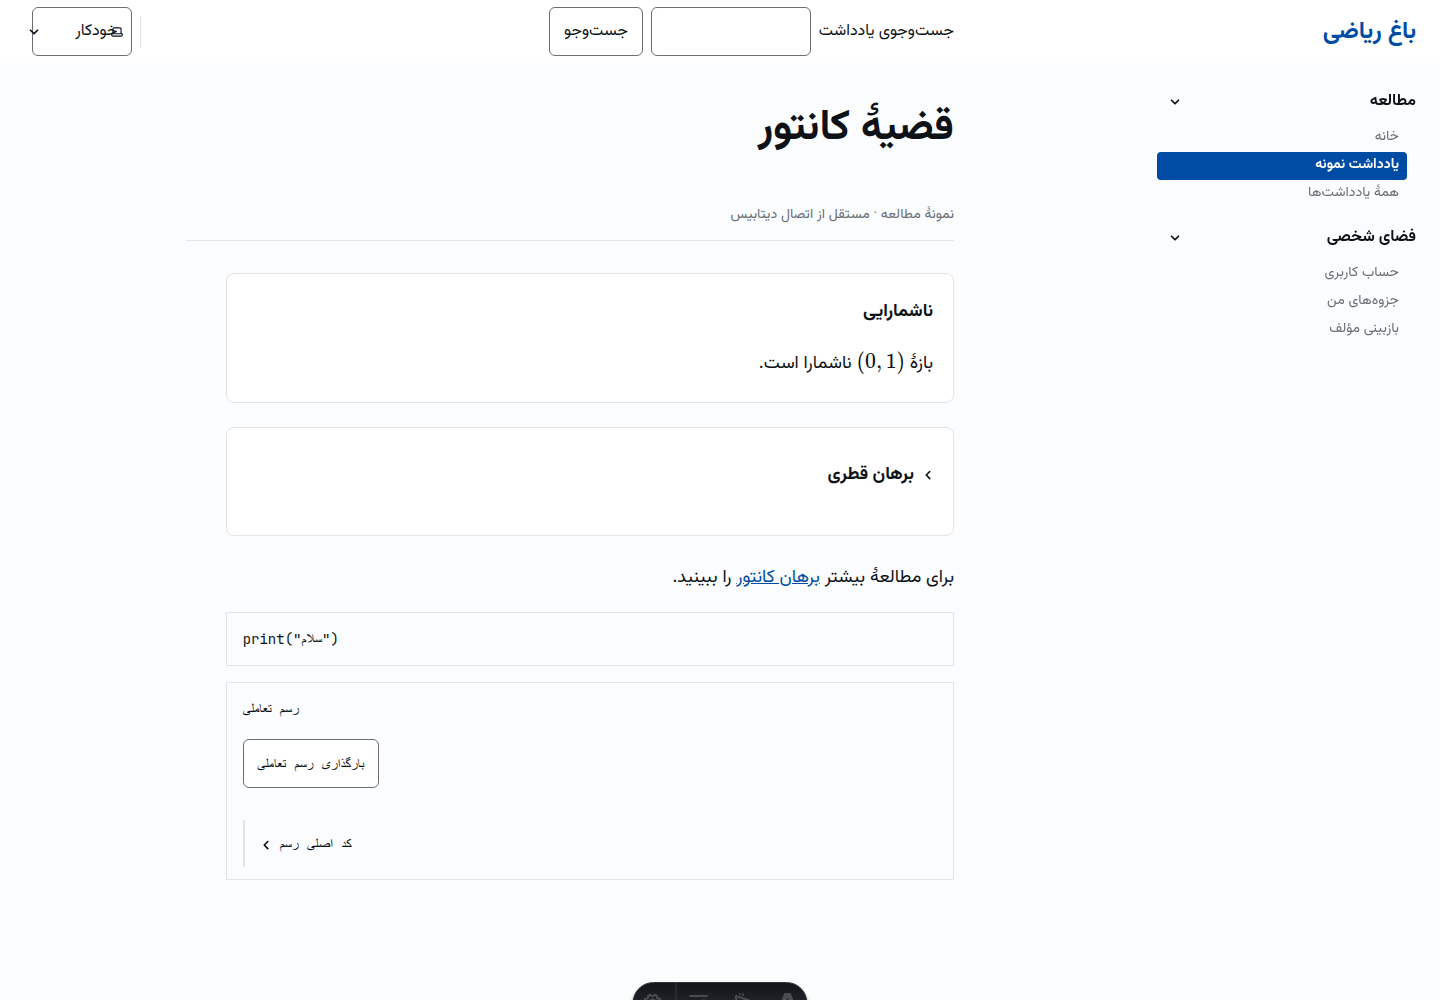 باغ ریاضی
جست‌وجوی یادداشت
جست‌وجو
خودکار
مطالعه
خانه
یادداشت نمونه
همهٔ یادداشت‌ها
فضای شخصی
حساب کاربری
جزوه‌های من
بازبینی مؤلف
قضیهٔ کانتور
نمونهٔ مطالعه · مستقل از اتصال دیتابیس
ناشمارایی
بازهٔ (0, 1) ناشمارا است.
برهان قطری
برای مطالعهٔ بیشتر برهان کانتور را ببینید.
print("سلام")
رسم تعاملی
بارگذاری رسم تعاملی
کد اصلی رسم